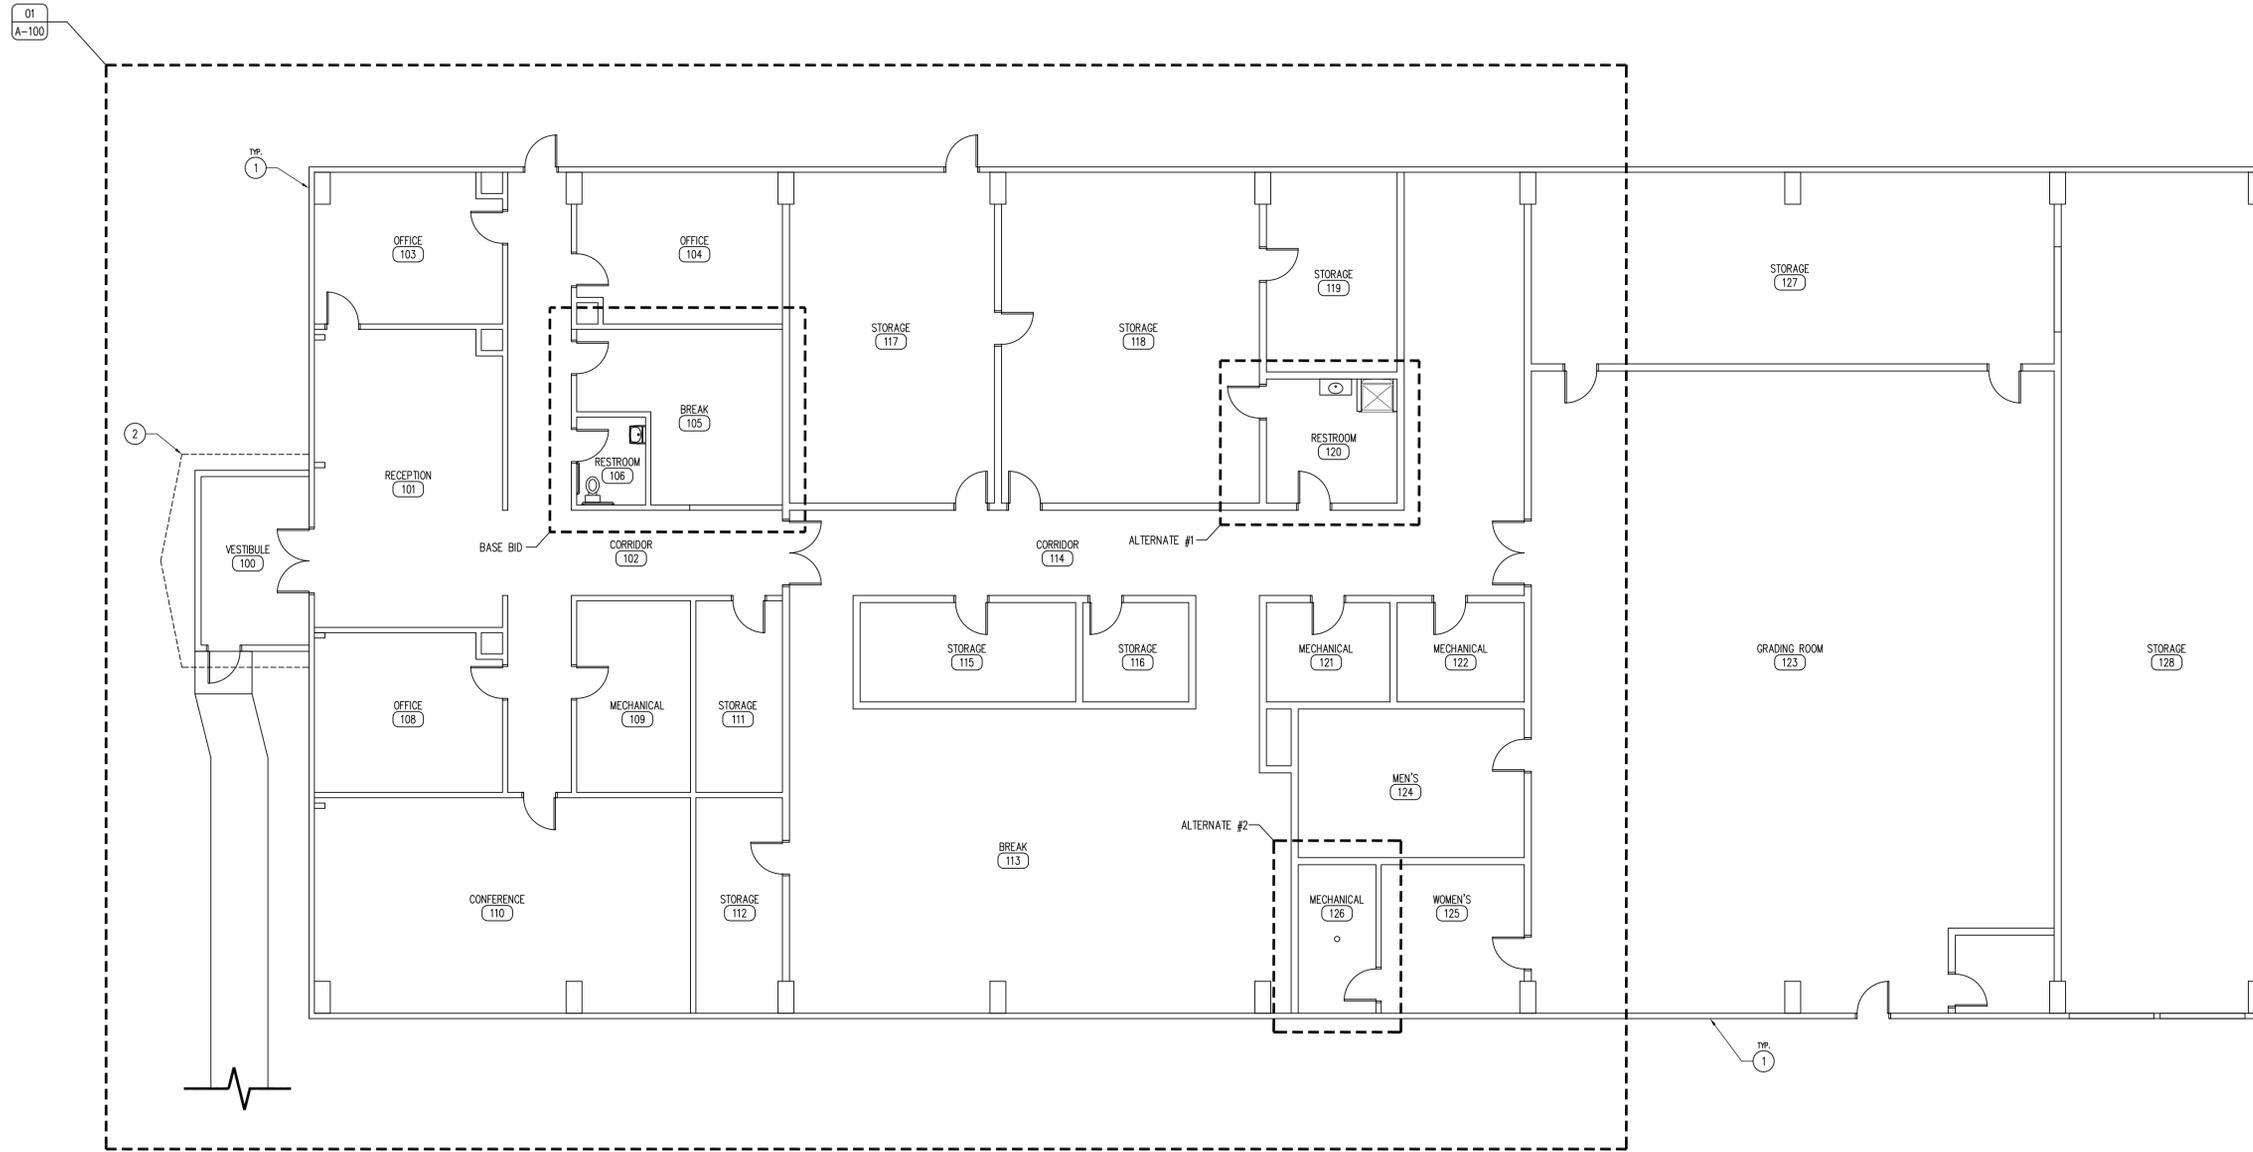 01
A-100
TYP.
1
OFFICE
103
OFFICE
104
STORAGE
119
STORAGE
127
STORAGE
117
STORAGE
118
BREAK
105
2
RESTROOM
106
RESTROOM
120
RECEPTION
101
BASE BID
CORRIDOR
102
ALTERNATE #1
CORRIDOR
114
VESTIBULE
100
STORAGE
115
STORAGE
116
MECHANICAL
121
MECHANICAL
122
GRADING ROOM
123
STORAGE
128
OFFICE
108
MECHANICAL
109
STORAGE
111
MEN'S
124
ALTERNATE #2
BREAK
113
CONFERENCE
110
STORAGE
112
MECHANICAL
126
WOMEN'S
125
TYP.
1